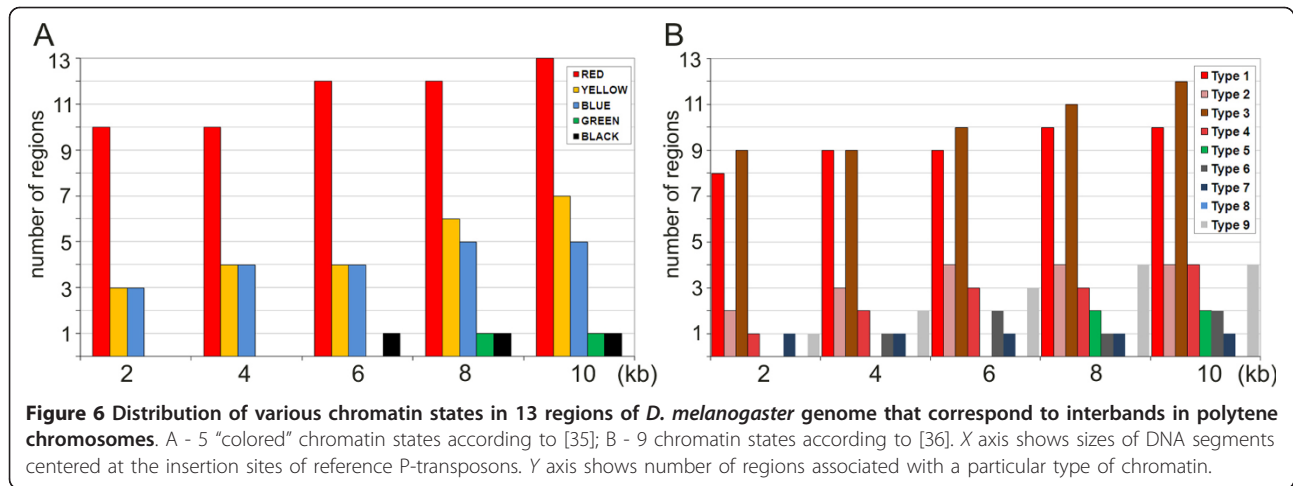 A
number of regions
13
11
9
7
5
3
1
2 4 6 8 10 (kb)
RED
YELLOW
BLUE
GREEN
BLACK
B
number of regions
13
11
9
7
5
3
1
2 4 6 8 10 (kb)
Type 1
Type 2
Type 3
Type 4
Type 5
Type 6
Type 7
Type 8
Type 9
Figure 6 Distribution of various chromatin states in 13 regions of D. melanogaster genome that correspond to interbands in polytene
chromosomes. A - 5 “colored” chromatin states according to [35]; B - 9 chromatin states according to [36]. X axis shows sizes of DNA segments
centered at the insertion sites of reference P-transposons. Y axis shows number of regions associated with a particular type of chromatin.